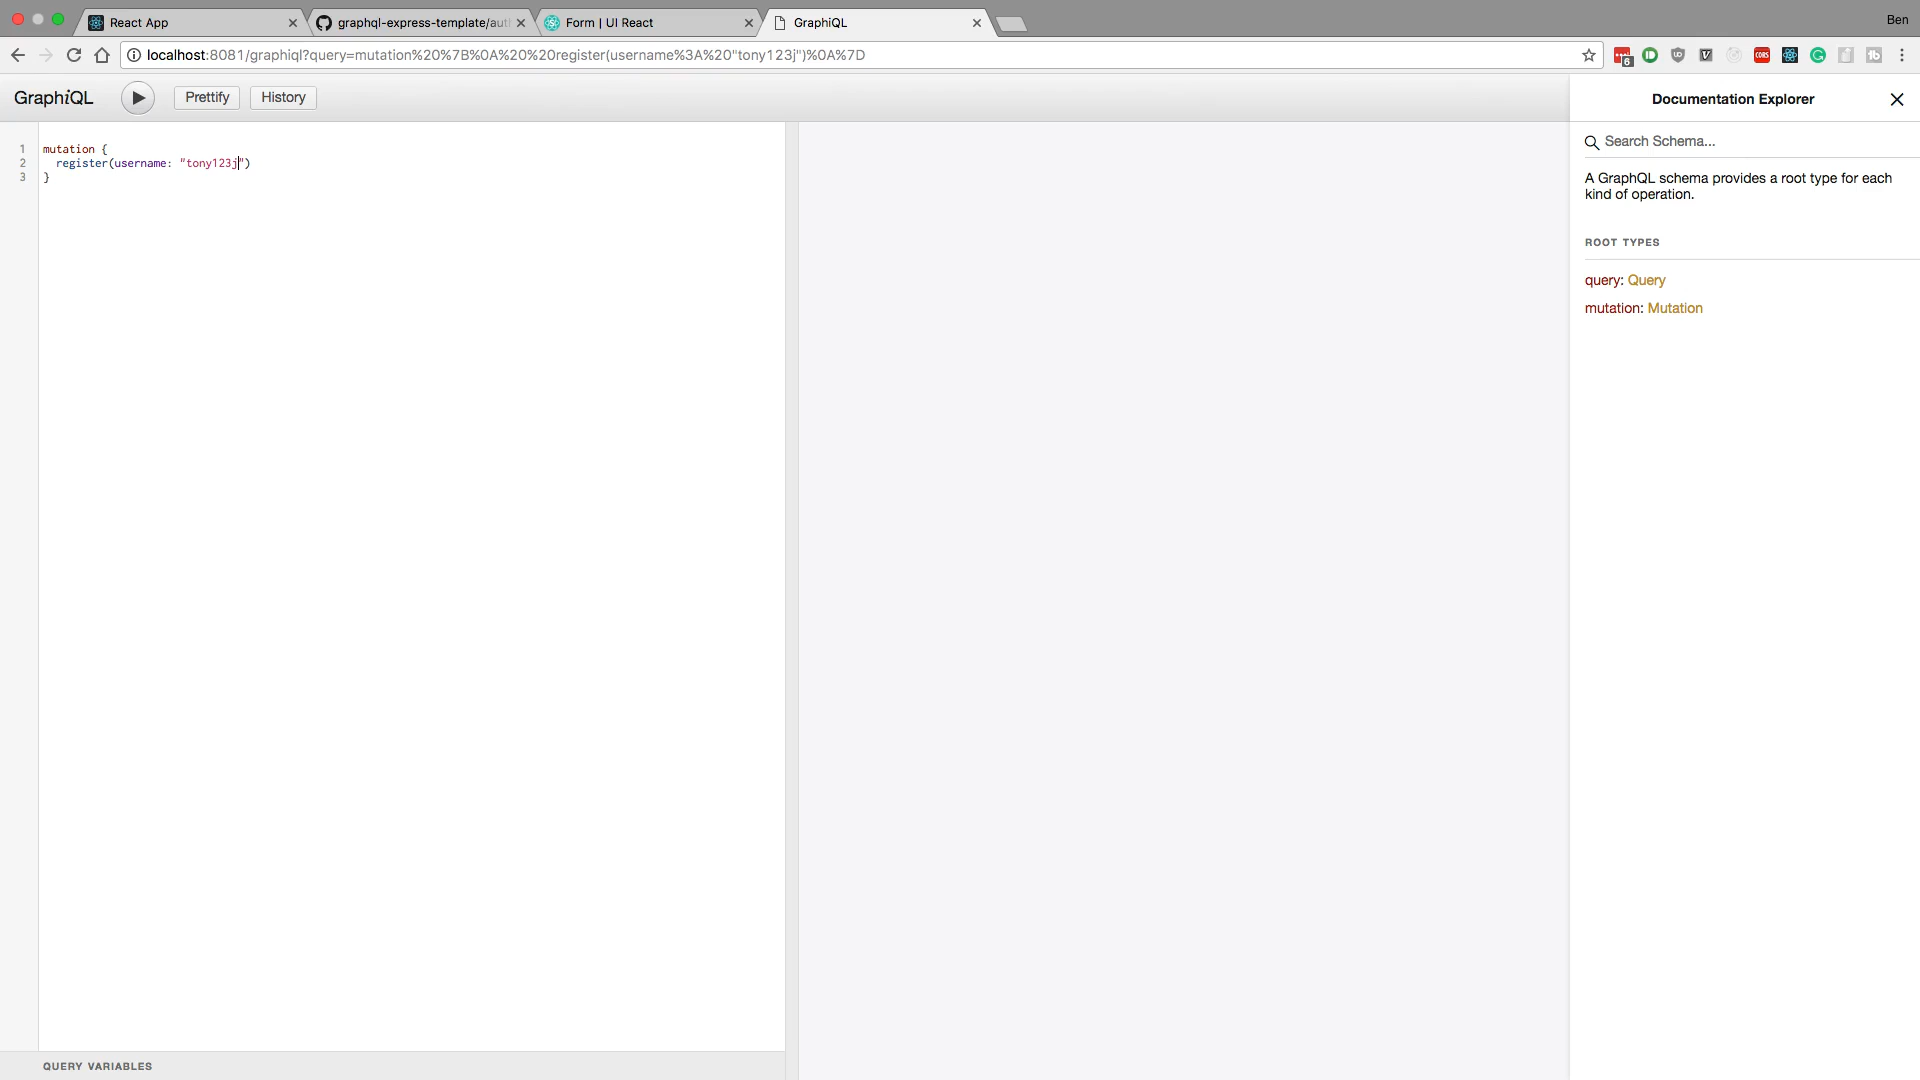 React App
graphql-express-template/aut
Form | UI React
GraphiQL
Ben
localhost:8081/graphiql?query=mutation%20%7B%0A%20%20register(username%3A%20"tony123j")%0A%7D
6
CORS
GraphiQL
Prettify
History
Documentation Explorer
1 mutation {
2 register(username: "tony123j")
3 }
Search Schema...
A GraphQL schema provides a root type for each
kind of operation.
ROOT TYPES
query: Query
mutation: Mutation
QUERY VARIABLES